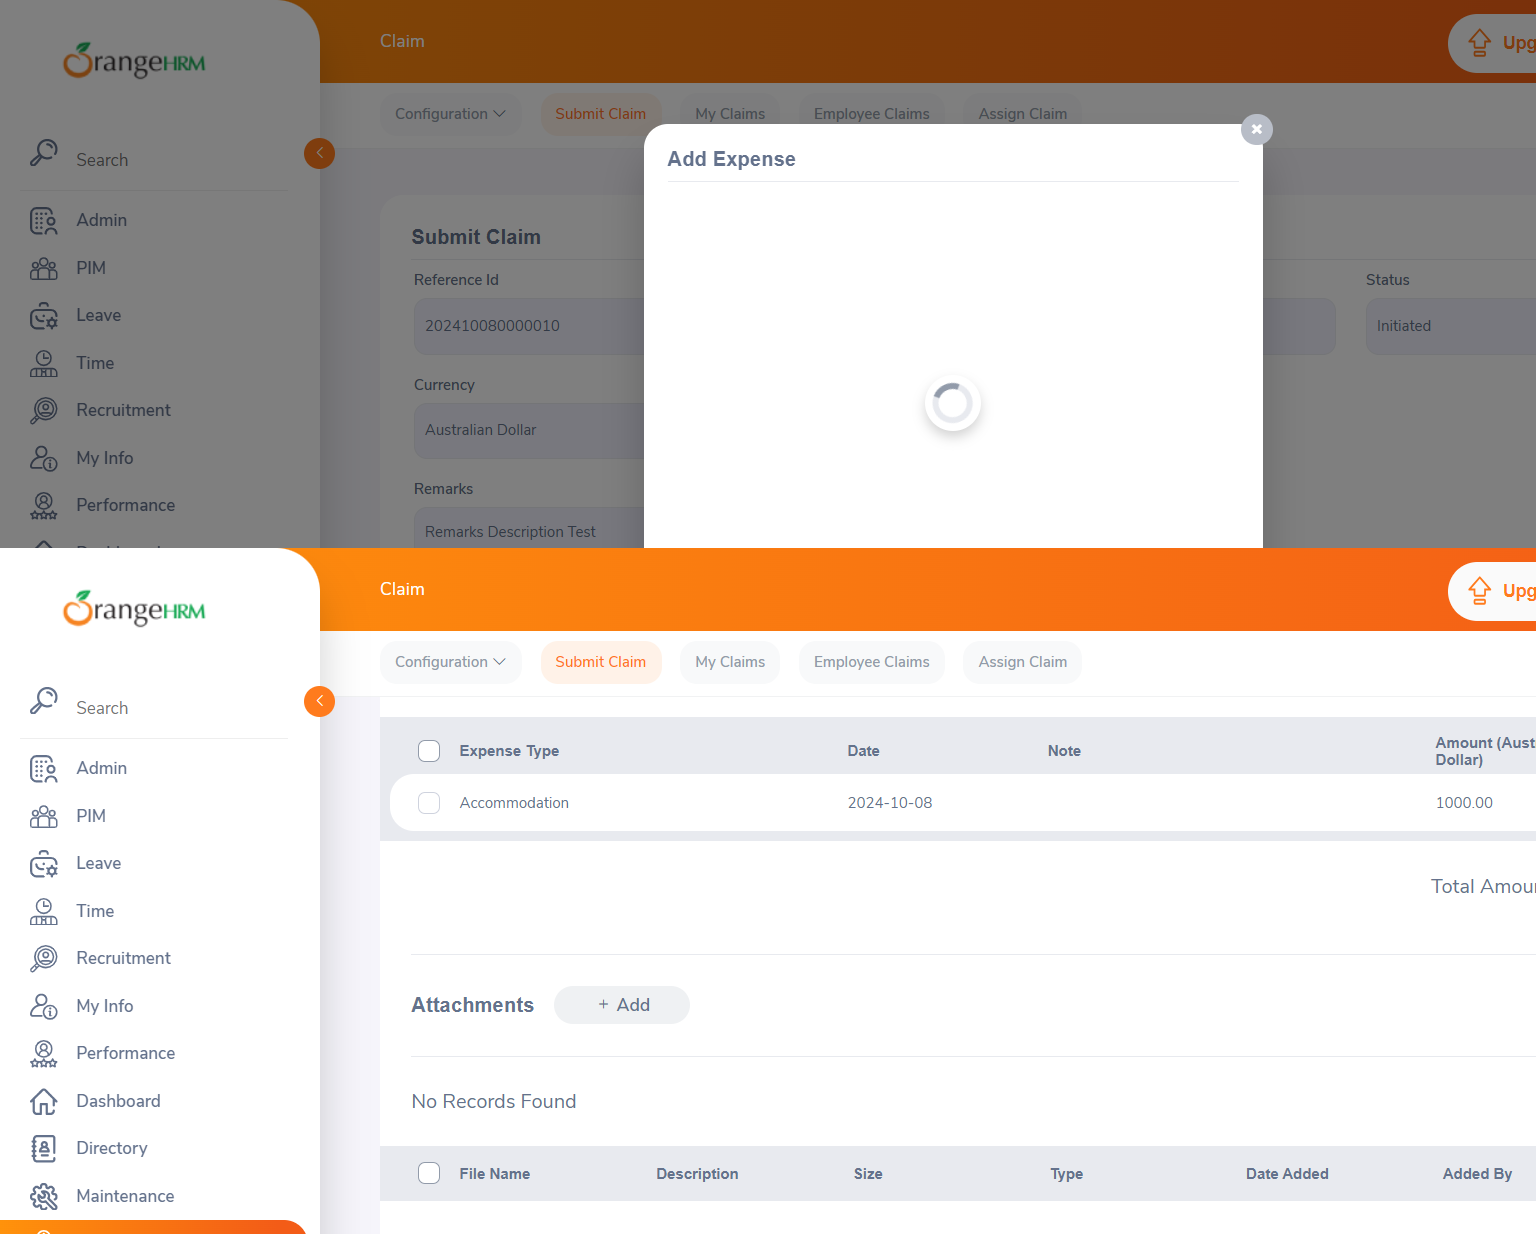 OrangeHRM
Claim
Upg
Configuration
Submit Claim
My Claims
Employee Claims
Assign Claim
Search
Admin
PIM
Leave
Time
Recruitment
My Info
Performance
Add Expense
Submit Claim
Reference Id
202410080000010
Status
Initiated
Currency
Australian Dollar
Remarks
Remarks Description Test
OrangeHRM
Claim
Upg
Configuration
Submit Claim
My Claims
Employee Claims
Assign Claim
Search
Admin
PIM
Leave
Time
Recruitment
My Info
Performance
Dashboard
Directory
Maintenance
Expense Type Date Note Amount (Aust
Dollar)
Accommodation 2024-10-08 1000.00
Total Amou
Attachments + Add
No Records Found
File Name Description Size Type Date Added Added By